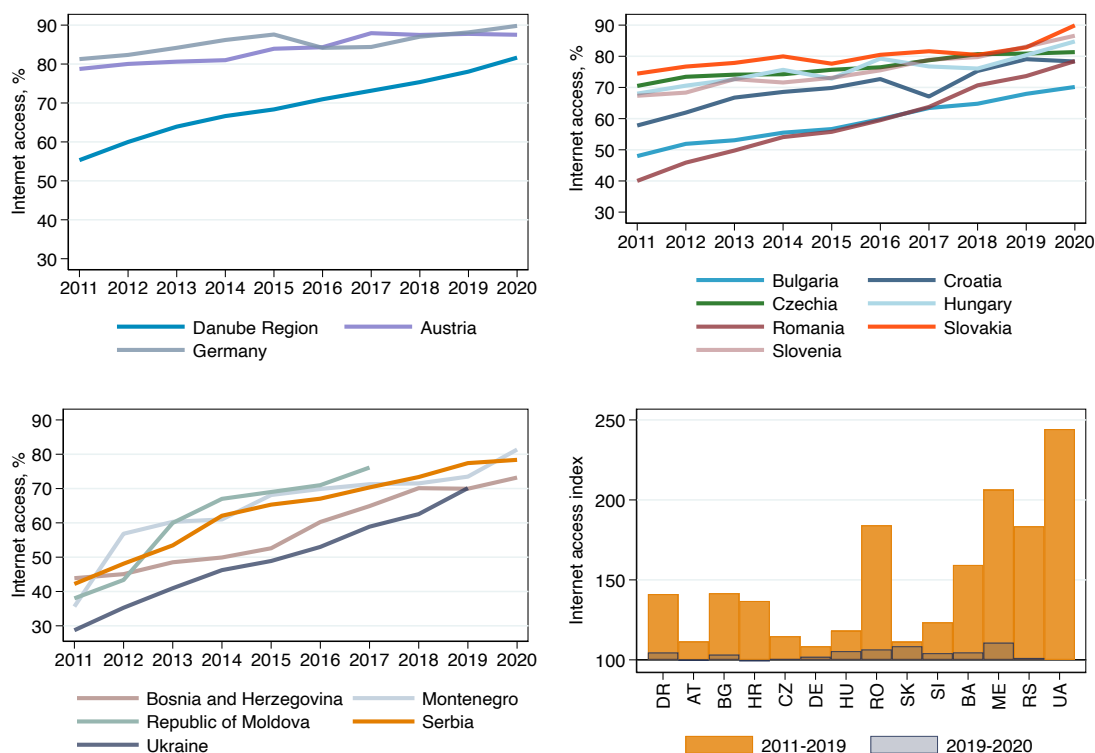 Internet access, %
90
80
70
60
50
40
30
2011 2012 2013 2014 2015 2016 2017 2018 2019 2020
Danube Region Austria
Germany
Internet access, %
90
80
70
60
50
40
30
2011 2012 2013 2014 2015 2016 2017 2018 2019 2020
Bulgaria Croatia
Czechia Hungary
Romania Slovakia
Slovenia
Internet access, %
90
80
70
60
50
40
30
2011 2012 2013 2014 2015 2016 2017 2018 2019 2020
Bosnia and Herzegovina Montenegro
Republic of Moldova Serbia
Ukraine
Internet access index
250
200
150
100
DR AT BG HR CZ DE HU RO SK SI BA ME RS UA
2011-2019 2019-2020